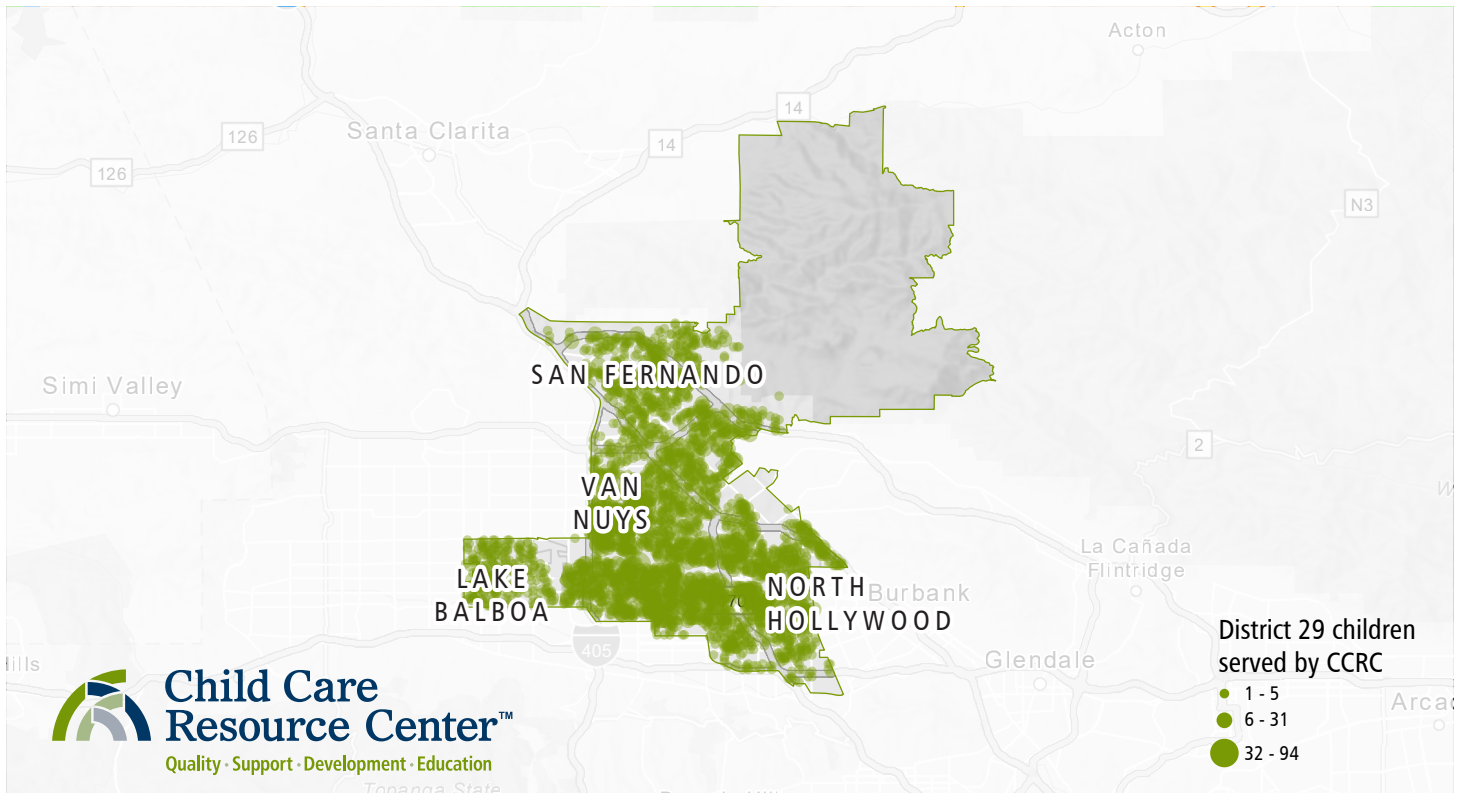 Acton
14
126
Santa Clarita
14
126
N3
SAN FERNANDO
Simi Valley
2
VAN
NUYS
La Cañada
Flintridge
LAKE
BALBOA
NORTH
HOLLYWOOD
Burbank
District 29 children
served by CCRC
1 - 5
6 - 31
32 - 94
405
Glendale
Child Care
Resource Center™
Quality · Support · Development · Education
Topanga State